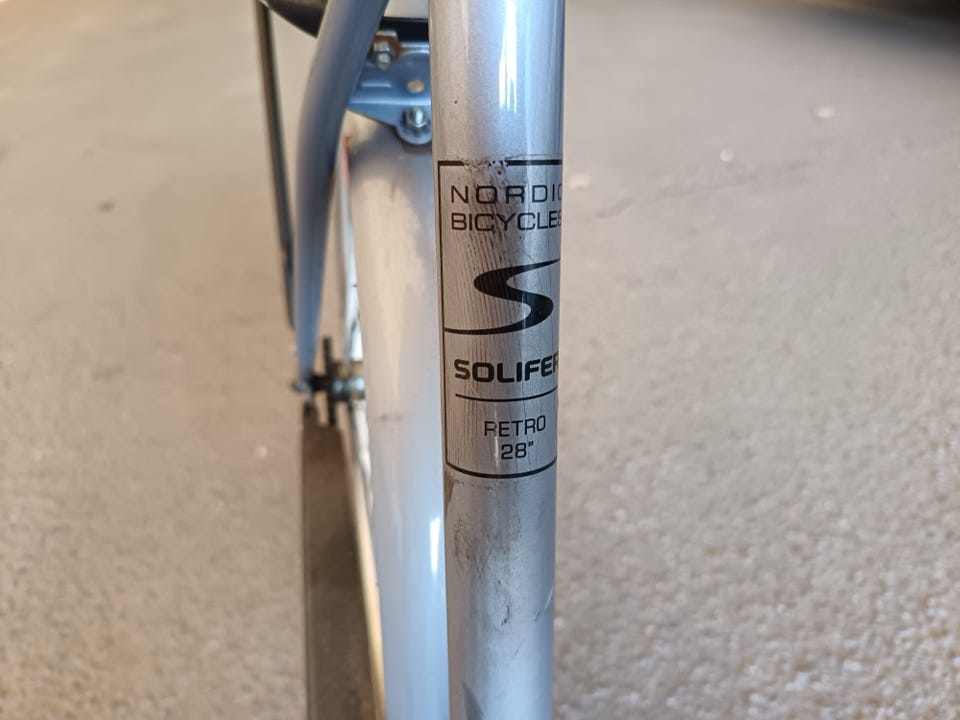 NORDIC
BICYCLES
SOLIFER
RETRO
28"